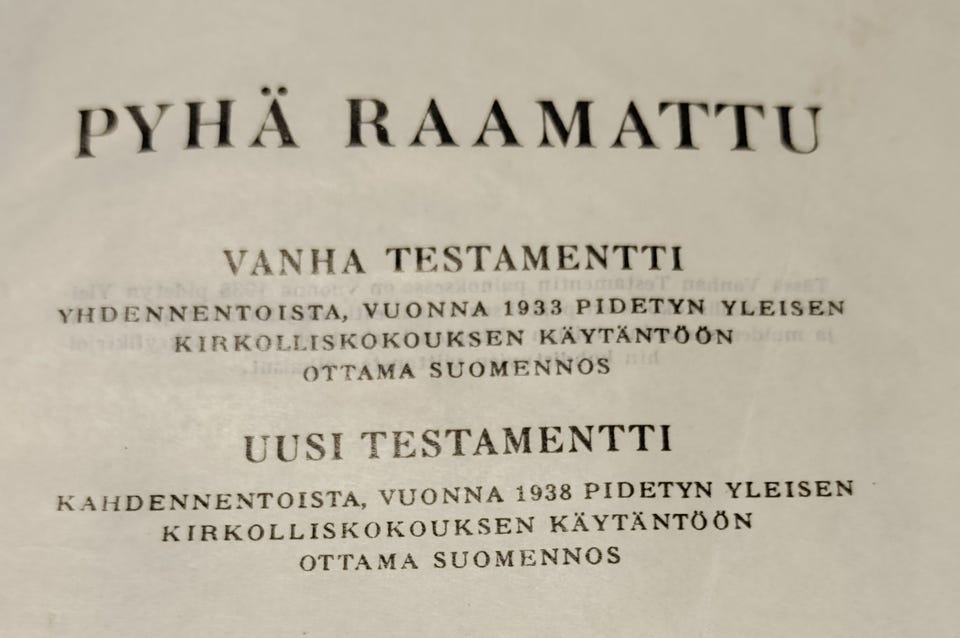 PYHÄ RAAMATTU
VANHA TESTAMENTTI
YHDENNENTOISTA, VUONNA 1933 PIDETYN YLEISEN
KIRKOLLISKOKOUKSEN KÄYTÄNTÖÖN
OTTAMA SUOMENNOS
UUSI TESTAMENTTI
KAHDENNENTOISTA, VUONNA 1938 PIDETYN YLEISEN
KIRKOLLISKOKOUKSEN KÄYTÄNTÖÖN
OTTAMA SUOMENNOS